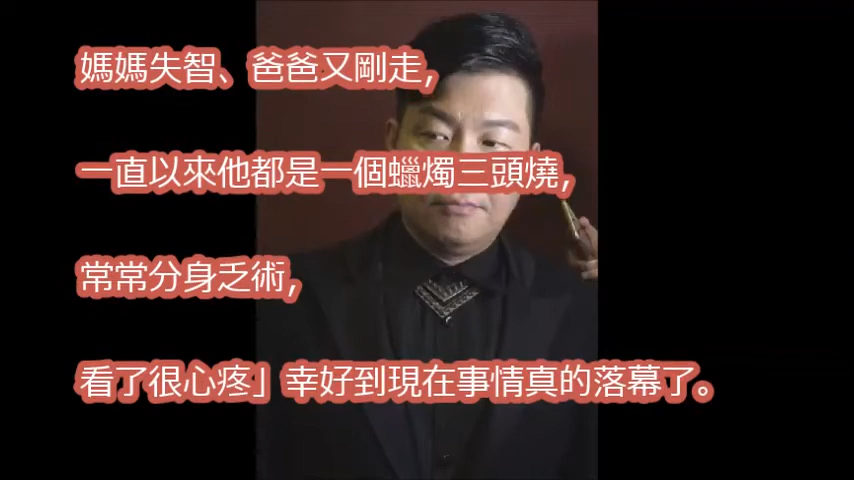 媽媽失智、爸爸又剛走，
一直以來他都是一個蠟燭三頭燒，
常常分身乏術，
看了很心疼」幸好到現在事情真的落幕了。